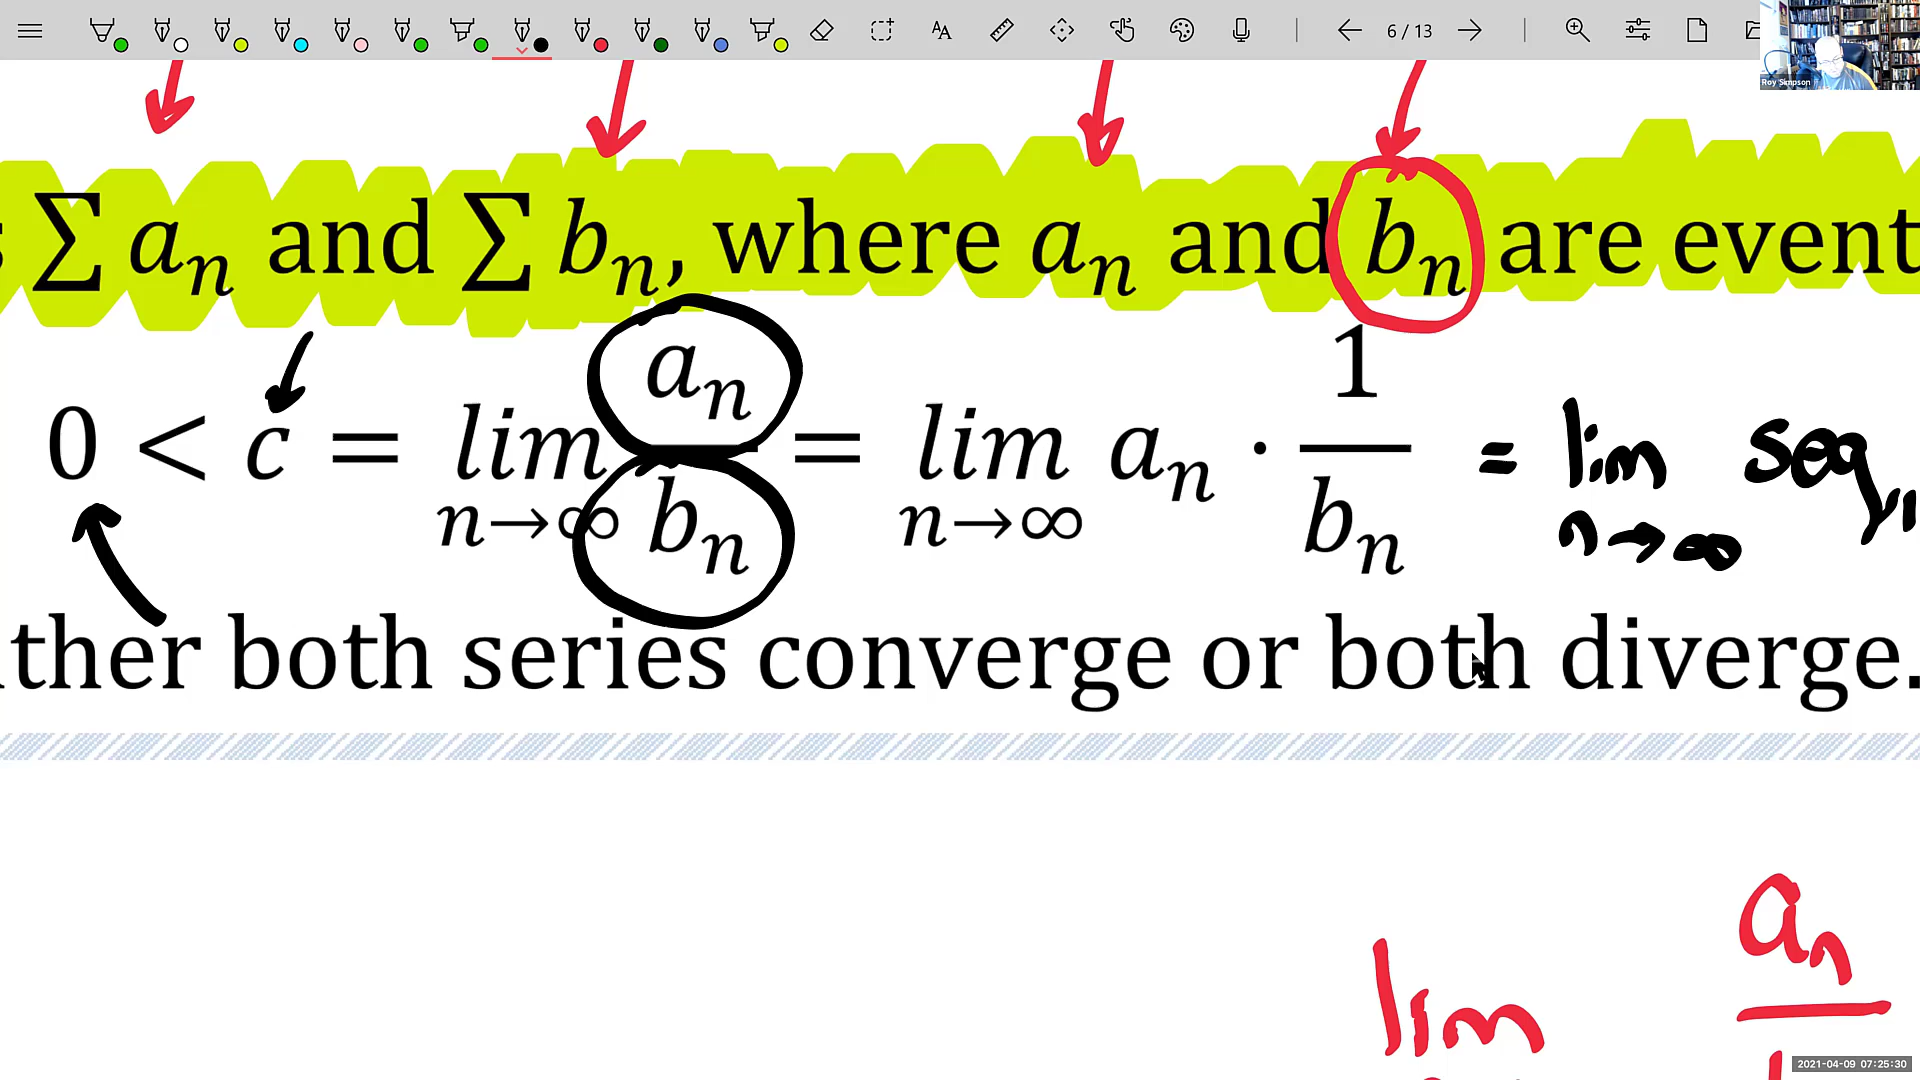 6 / 13
Roy Simpson
∑ aₙ and ∑ bₙ, where aₙ and bₙ are event
0 < c = lim n→∞ aₙ/bₙ = lim n→∞ aₙ · 1/bₙ = lim n→∞ seq
ther both series converge or both diverge.
lim aₙ
2021-04-09 07:25:30